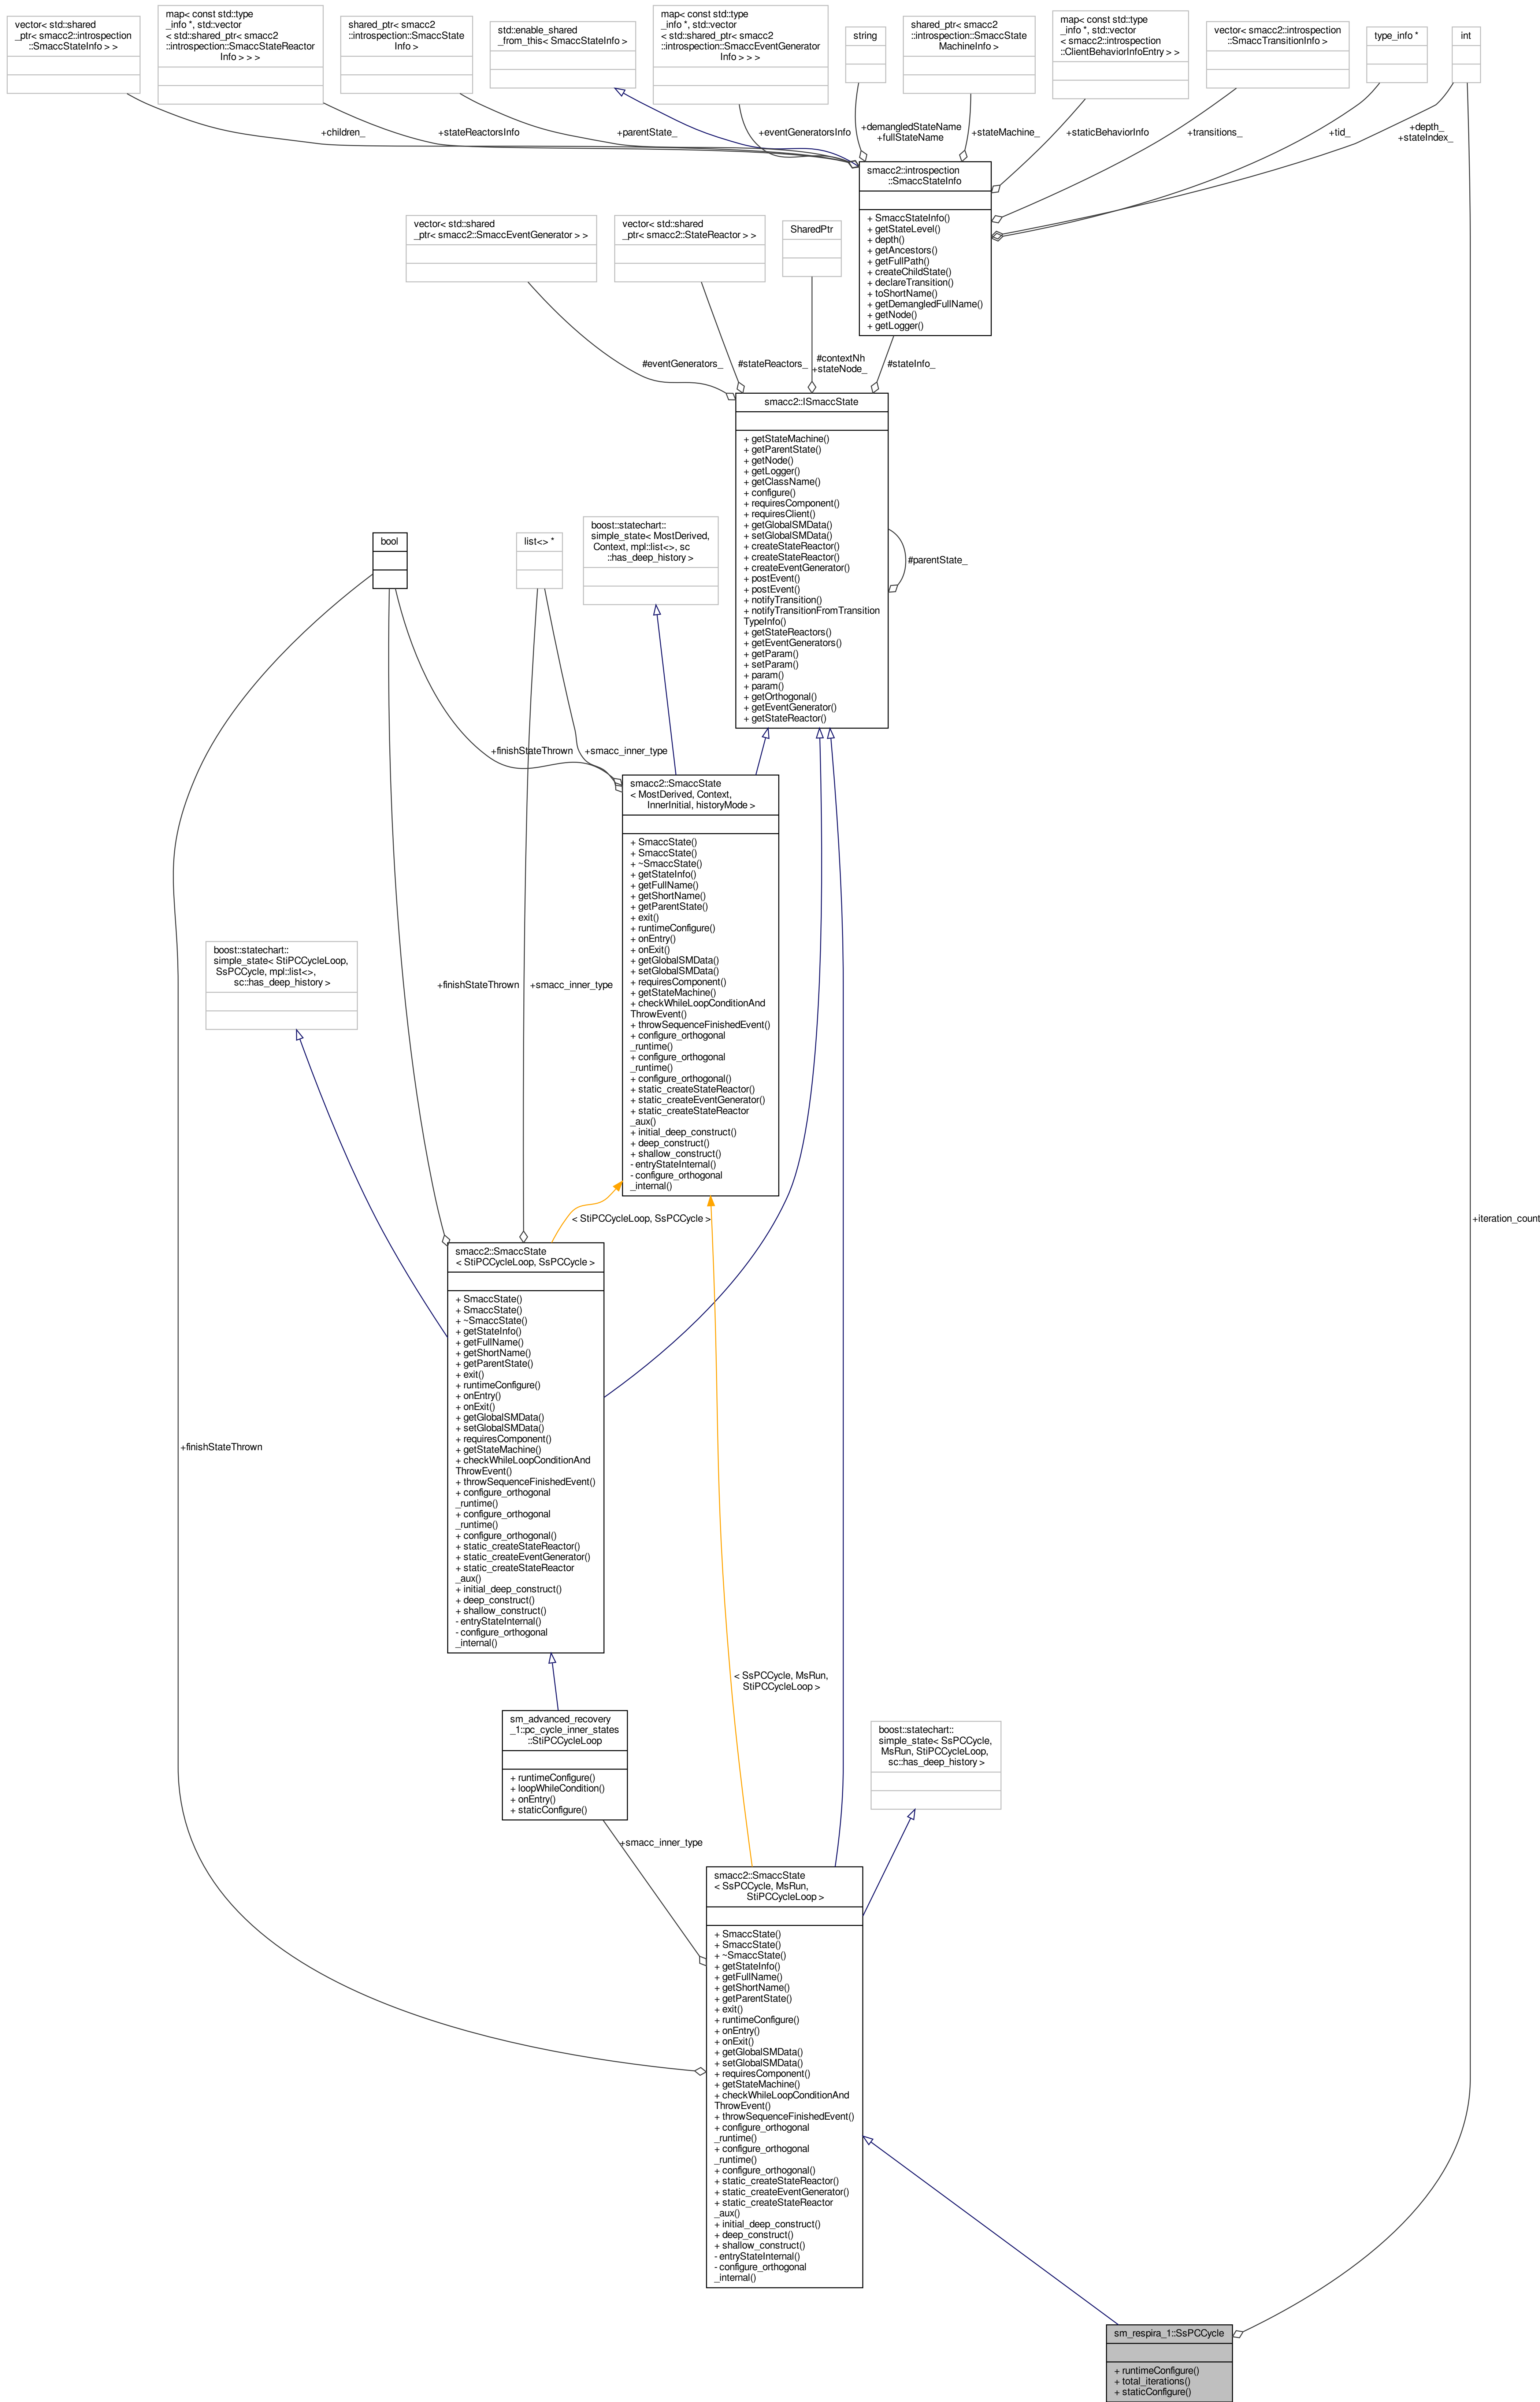 vector< std::shared
_ptr< smacc2::introspection
::SmaccStateInfo > >
map< const std::type
_info *, std::vector
< std::shared_ptr< smacc2
::introspection::SmaccStateReactor
Info > > >
shared_ptr< smacc2
::introspection::SmaccState
Info >
std::enable_shared
_from_this< SmaccStateInfo >
map< const std::type
_info *, std::vector
< std::shared_ptr< smacc2
::introspection::SmaccEventGenerator
Info > > >
string
shared_ptr< smacc2
::introspection::SmaccState
MachineInfo >
map< const std::type
_info *, std::vector
< smacc2::introspection
::ClientBehaviorInfoEntry > >
vector< smacc2::introspection
::SmaccTransitionInfo >
type_info *
int
+children_
+stateReactorsInfo
+parentState_
+eventGeneratorsInfo
+demangledStateName
+fullStateName
+stateMachine_
+staticBehaviorInfo
+transitions_
+tid_
+depth_
+stateIndex_
smacc2::introspection
::SmaccStateInfo
+ SmaccStateInfo()
+ getStateLevel()
+ depth()
+ getAncestors()
+ getFullPath()
+ createChildState()
+ declareTransition()
+ toShortName()
+ getDemangledFullName()
+ getNode()
+ getLogger()
vector< std::shared
_ptr< smacc2::SmaccEventGenerator > >
vector< std::shared
_ptr< smacc2::StateReactor > >
SharedPtr
#eventGenerators_
#stateReactors_
#contextNh
+stateNode_
#stateInfo_
smacc2::ISmaccState
+ getStateMachine()
+ getParentState()
+ getNode()
+ getLogger()
+ getClassName()
+ configure()
+ requiresComponent()
+ requiresClient()
+ getGlobalSMData()
+ setGlobalSMData()
+ createStateReactor()
+ createStateReactor()
+ createEventGenerator()
+ postEvent()
+ postEvent()
+ notifyTransition()
+ notifyTransitionFromTransition
TypeInfo()
+ getStateReactors()
+ getEventGenerators()
+ getParam()
+ setParam()
+ param()
+ param()
+ getOrthogonal()
+ getEventGenerator()
+ getStateReactor()
#parentState_
bool
list<> *
boost::statechart::
simple_state< MostDerived,
Context, mpl::list<>, sc
::has_deep_history >
+finishStateThrown
+smacc_inner_type
smacc2::SmaccState
< MostDerived, Context,
InnerInitial, historyMode >
+ SmaccState()
+ SmaccState()
+ ~SmaccState()
+ getStateInfo()
+ getFullName()
+ getShortName()
+ getParentState()
+ exit()
+ runtimeConfigure()
+ onEntry()
+ onExit()
+ getGlobalSMData()
+ setGlobalSMData()
+ requiresComponent()
+ getStateMachine()
+ checkWhileLoopConditionAnd
ThrowEvent()
+ throwSequenceFinishedEvent()
+ configure_orthogonal
_runtime()
+ configure_orthogonal
_runtime()
+ configure_orthogonal()
+ static_createStateReactor()
+ static_createEventGenerator()
+ static_createStateReactor
_aux()
+ initial_deep_construct()
+ deep_construct()
+ shallow_construct()
- entryStateInternal()
- configure_orthogonal
_internal()
boost::statechart::
simple_state< StiPCCycleLoop,
SsPCCycle, mpl::list<>,
sc::has_deep_history >
+finishStateThrown
+smacc_inner_type
< StiPCCycleLoop, SsPCCycle >
+iteration_count
smacc2::SmaccState
< StiPCCycleLoop, SsPCCycle >
+ SmaccState()
+ SmaccState()
+ ~SmaccState()
+ getStateInfo()
+ getFullName()
+ getShortName()
+ getParentState()
+ exit()
+ runtimeConfigure()
+ onEntry()
+ onExit()
+ getGlobalSMData()
+ setGlobalSMData()
+ requiresComponent()
+ getStateMachine()
+ checkWhileLoopConditionAnd
ThrowEvent()
+ throwSequenceFinishedEvent()
+ configure_orthogonal
_runtime()
+ configure_orthogonal
_runtime()
+ configure_orthogonal()
+ static_createStateReactor()
+ static_createEventGenerator()
+ static_createStateReactor
_aux()
+ initial_deep_construct()
+ deep_construct()
+ shallow_construct()
- entryStateInternal()
- configure_orthogonal
_internal()
+finishStateThrown
< SsPCCycle, MsRun,
StiPCCycleLoop >
sm_advanced_recovery
_1::pc_cycle_inner_states
::StiPCCycleLoop
+ runtimeConfigure()
+ loopWhileCondition()
+ onEntry()
+ staticConfigure()
boost::statechart::
simple_state< SsPCCycle,
MsRun, StiPCCycleLoop,
sc::has_deep_history >
+smacc_inner_type
smacc2::SmaccState
< SsPCCycle, MsRun,
StiPCCycleLoop >
+ SmaccState()
+ SmaccState()
+ ~SmaccState()
+ getStateInfo()
+ getFullName()
+ getShortName()
+ getParentState()
+ exit()
+ runtimeConfigure()
+ onEntry()
+ onExit()
+ getGlobalSMData()
+ setGlobalSMData()
+ requiresComponent()
+ getStateMachine()
+ checkWhileLoopConditionAnd
ThrowEvent()
+ throwSequenceFinishedEvent()
+ configure_orthogonal
_runtime()
+ configure_orthogonal
_runtime()
+ configure_orthogonal()
+ static_createStateReactor()
+ static_createEventGenerator()
+ static_createStateReactor
_aux()
+ initial_deep_construct()
+ deep_construct()
+ shallow_construct()
- entryStateInternal()
- configure_orthogonal
_internal()
sm_respira_1::SsPCCycle
+ runtimeConfigure()
+ total_iterations()
+ staticConfigure()